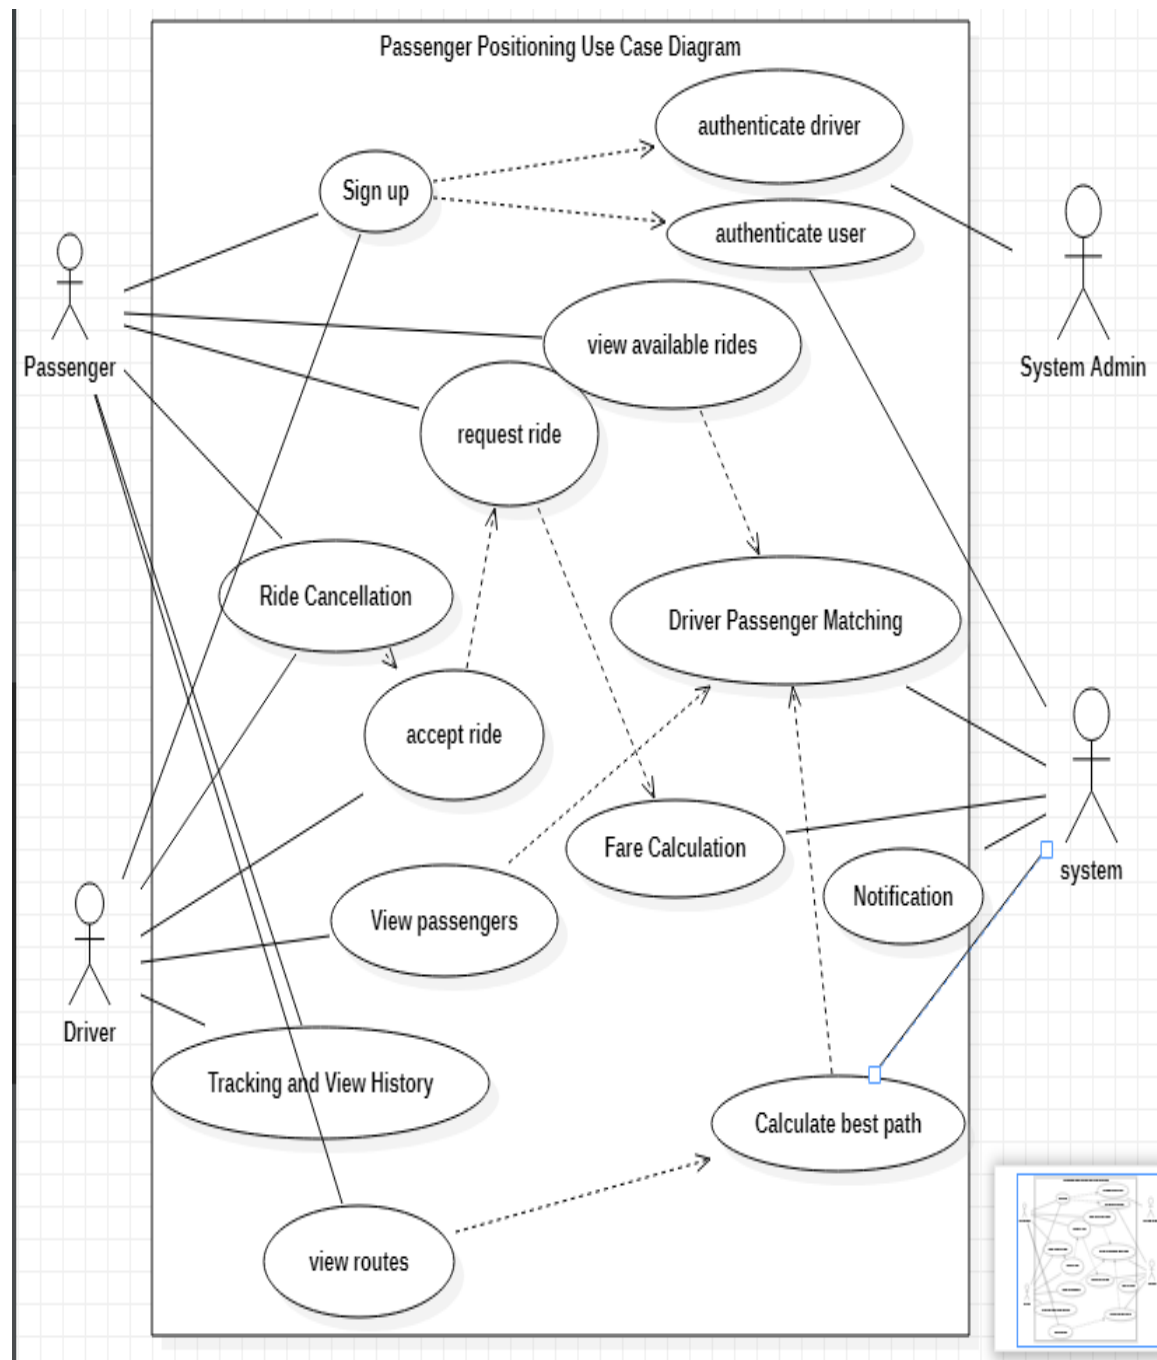 Passenger Positioning Use Case Diagram
authenticate driver
Sign up
authenticate user
view available rides
Passenger
System Admin
request ride
Ride Cancellation
Driver Passenger Matching
accept ride
Fare Calculation
system
Notification
View passengers
Driver
Tracking and View History
Calculate best path
view routes